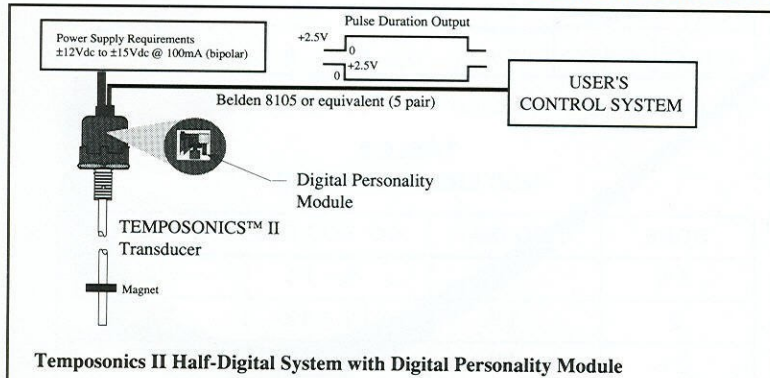 Power Supply Requirements
±12Vdc to ±15Vdc @ 100mA (bipolar)
Pulse Duration Output
+2.5V
0
+2.5V
0
Belden 8105 or equivalent (5 pair)
USER'S
CONTROL SYSTEM
Digital Personality
Module
TEMPOSONICS™ II
Transducer
Magnet
Temposonics II Half-Digital System with Digital Personality Module